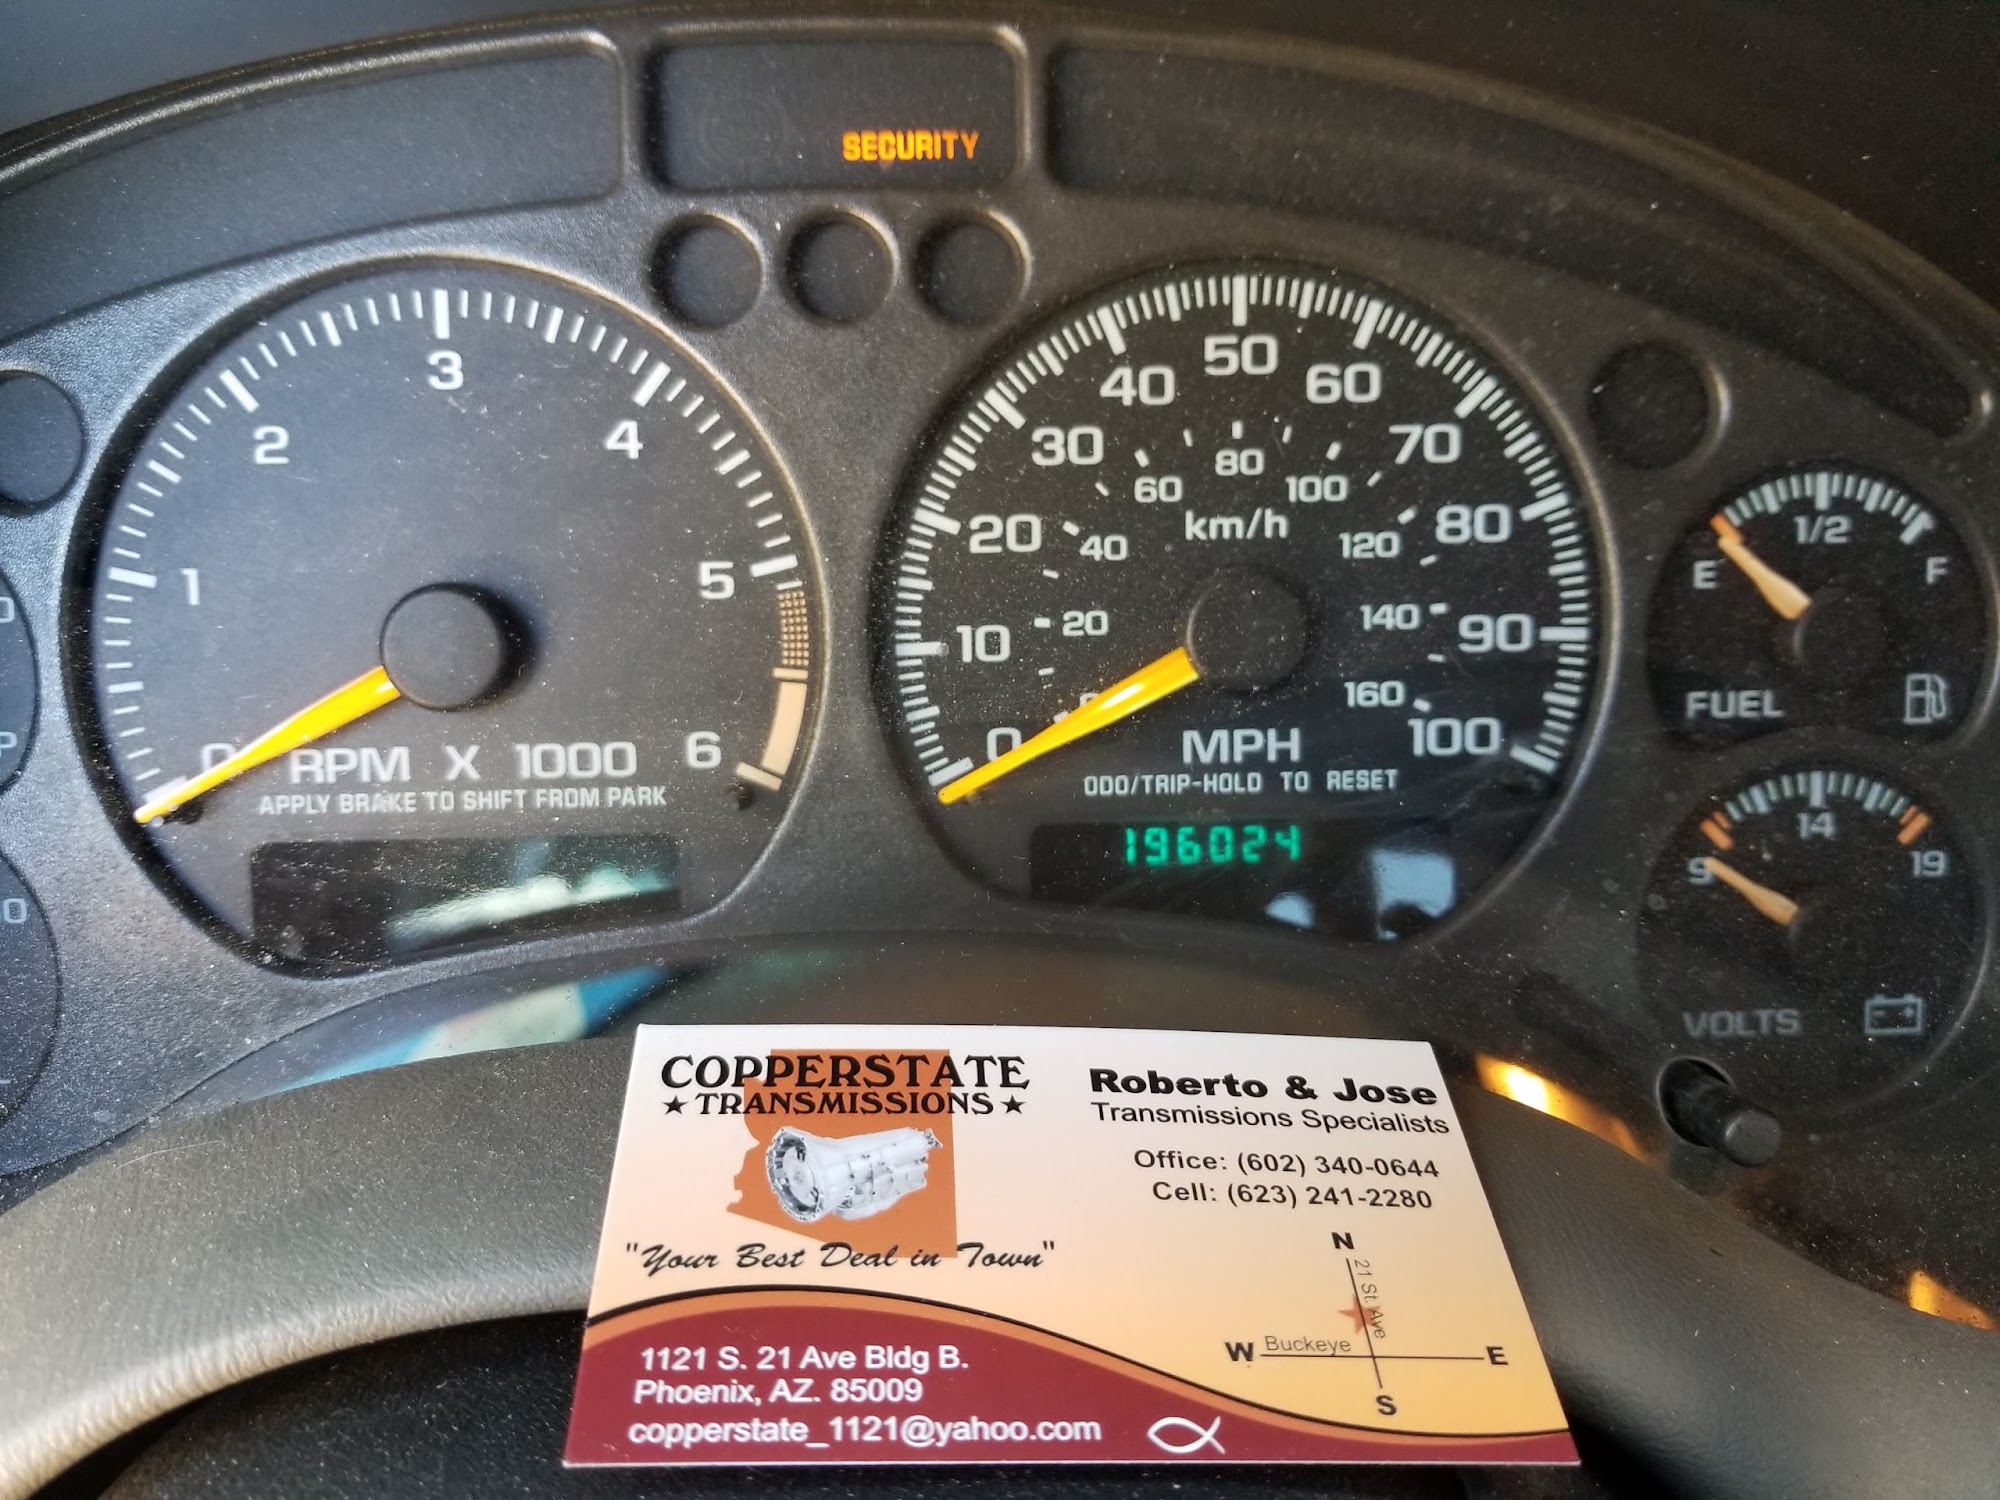 SECURITY
1
2
3
4
5
6
0
RPM X 1000
APPLY BRAKE TO SHIFT FROM PARK
0
10
20
30
40
50
60
70
80
90
100
20
40
60
80
100
120
140
160
km/h
MPH
ODO/TRIP-HOLD TO RESET
196024
E
1/2
F
FUEL
9
14
19
VOLTS
COPPERSTATE
TRANSMISSIONS
"Your Best Deal in Town"
Roberto & Jose
Transmissions Specialists
Office: (602) 340-0644
Cell: (623) 241-2280
N
21 St. Ave
W
Buckeye
E
S
1121 S. 21 Ave Bldg B.
Phoenix, AZ. 85009
copperstate_1121@yahoo.com